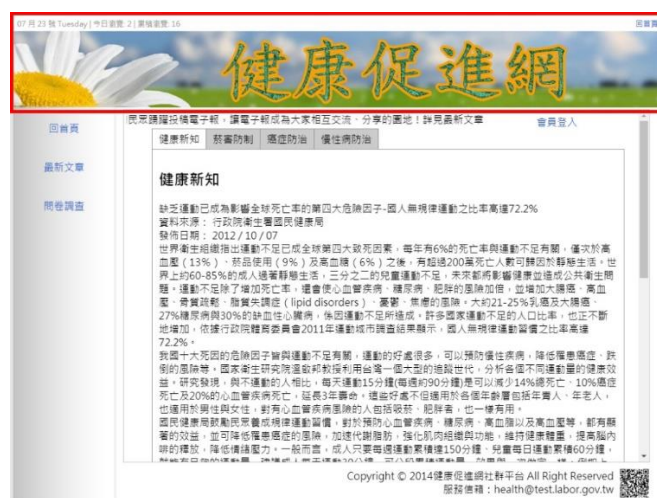 07 月 23 號 Tuesday | 今日瀏覽: 2 | 累積瀏覽: 16
回首頁
健康促進網
民眾踴躍投稿電子報，讓電子報成為大家相互交流、分享的園地！詳見最新文章
會員登入
回首頁
最新文章
問卷調查
健康新知 菸害防制 癌症防治 慢性病防治
健康新知
缺乏運動已成為影響全球死亡率的第四大危險因子-國人無規律運動之比率高達72.2%
資料來源： 行政院衛生署國民健康局
發佈日期： 2012 / 10 / 07
世界衛生組織指出運動不足已成全球第四大致死因素，每年有6%的死亡率與運動不足有關，僅次於高
血壓（13%）、菸品使用（9%）及高血糖（6%）之後，有超過200萬死亡人數可歸因於靜態生活。世
界上約60-85%的成人過著靜態生活，三分之二的兒童運動不足，未來都將影響健康並造成公共衛生問
題。運動不足除了增加死亡率，還會使心血管疾病、糖尿病、肥胖的風險加倍，並增加大腸癌、高血
壓、骨質疏鬆、脂質失調症（lipid disorders）、憂鬱、焦慮的風險。大約21-25%乳癌及大腸癌、
27%糖尿病與30%的缺血性心臟病，係因運動不足所造成。許多國家運動不足的人口比率，也正不斷
地增加，依據行政院體育委員會2011年運動城市調查結果顯示，國人無規律運動習慣之比率高達
72.2%。
我國十大死因的危險因子皆與運動不足有關，運動的好處很多，可以預防慢性疾病，降低罹患癌症、跌
倒的風險等。國家衛生研究院溫啟邦教授利用台灣一個大型的追蹤世代，分析各個不同運動量的健康效
益。研究發現，與不運動的人相比，每天運動15分鐘(每週約90分鐘)是可以減少14%總死亡、10%癌症
死亡及20%的心血管疾病死亡，延長3年壽命。這些好處不但適用於各個年齡層包括年青人、年老人，
也適用於男性與女性，對有心血管疾病風險的人包括吸菸、肥胖者，也一樣有用。
國民健康局鼓勵民眾養成規律運動習慣，對於預防心血管疾病、糖尿病、高血脂以及高血壓等，都有顯
著的效益，並可降低罹患癌症的風險，加速代謝脂肪，強化肌肉組織與功能，維持健康體重，提高腦內
啡的釋放，降低情緒壓力。一般而言，成人只要每週運動累積達150分鐘、兒童每日運動累積60分鐘，
Copyright © 2014健康促進網社群平台 All Right Reserved
服務信箱：health@test.labor.gov.tw